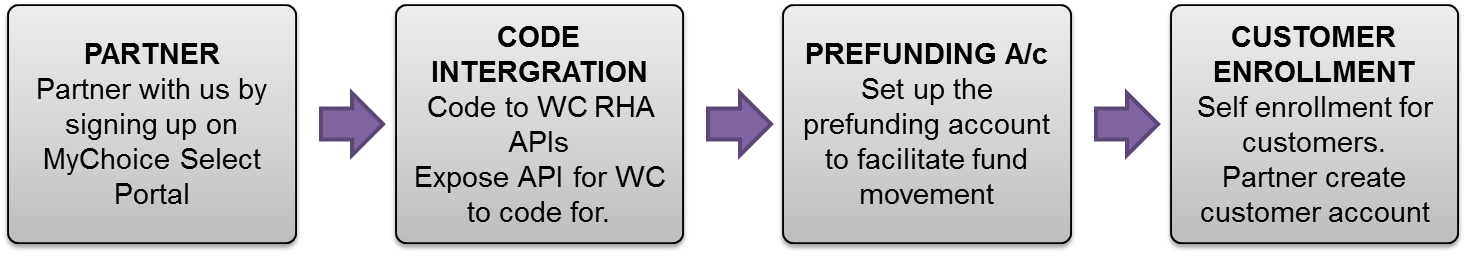 PARTNER
Partner with us by
signing up on
MyChoice Select
Portal
CODE
INTERGRATION
Code to WC RHA
APIs
Expose API for WC
to code for.
PREFUNDING A/c
Set up the
prefunding account
to facilitate fund
movement
CUSTOMER
ENROLLMENT
Self enrollment for
customers.
Partner create
customer account